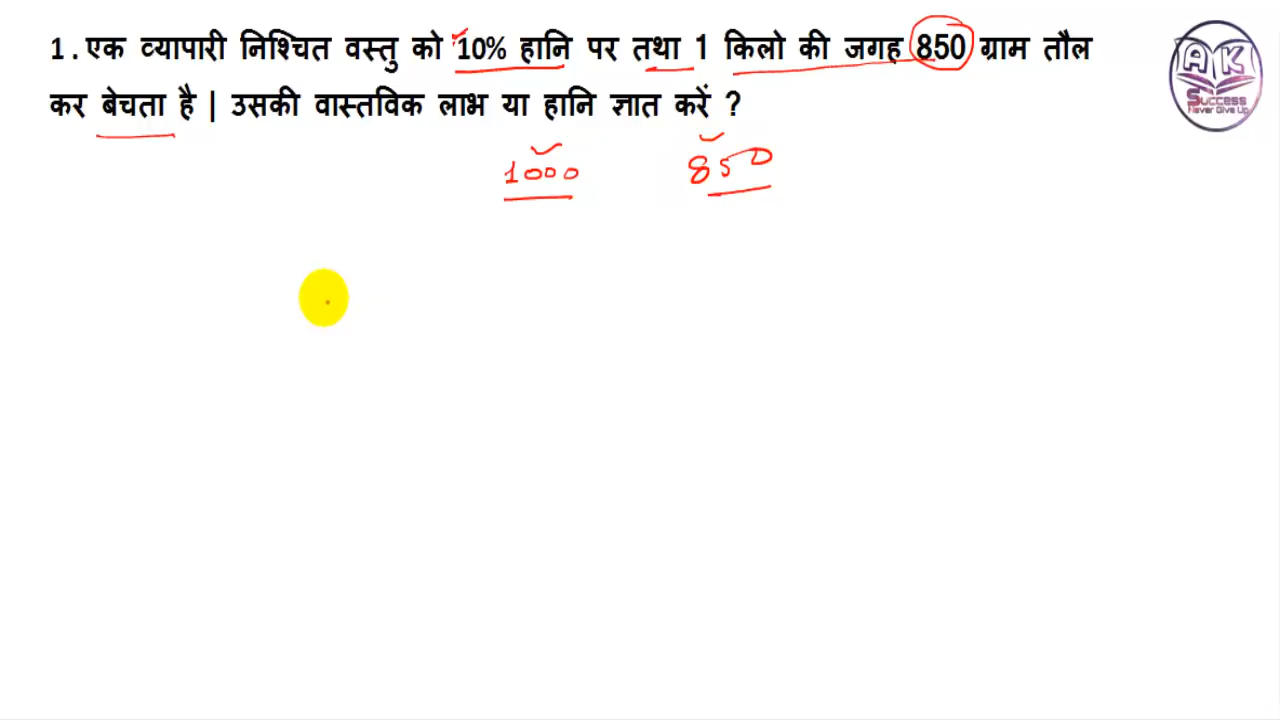 1.एक व्यापारी निश्चित वस्तु को 10% हानि पर तथा 1 किलो की जगह 850 ग्राम तौल
कर बेचता है | उसकी वास्तविक लाभ या हानि ज्ञात करें ?
1000 850
AK
Success
Never Give Up